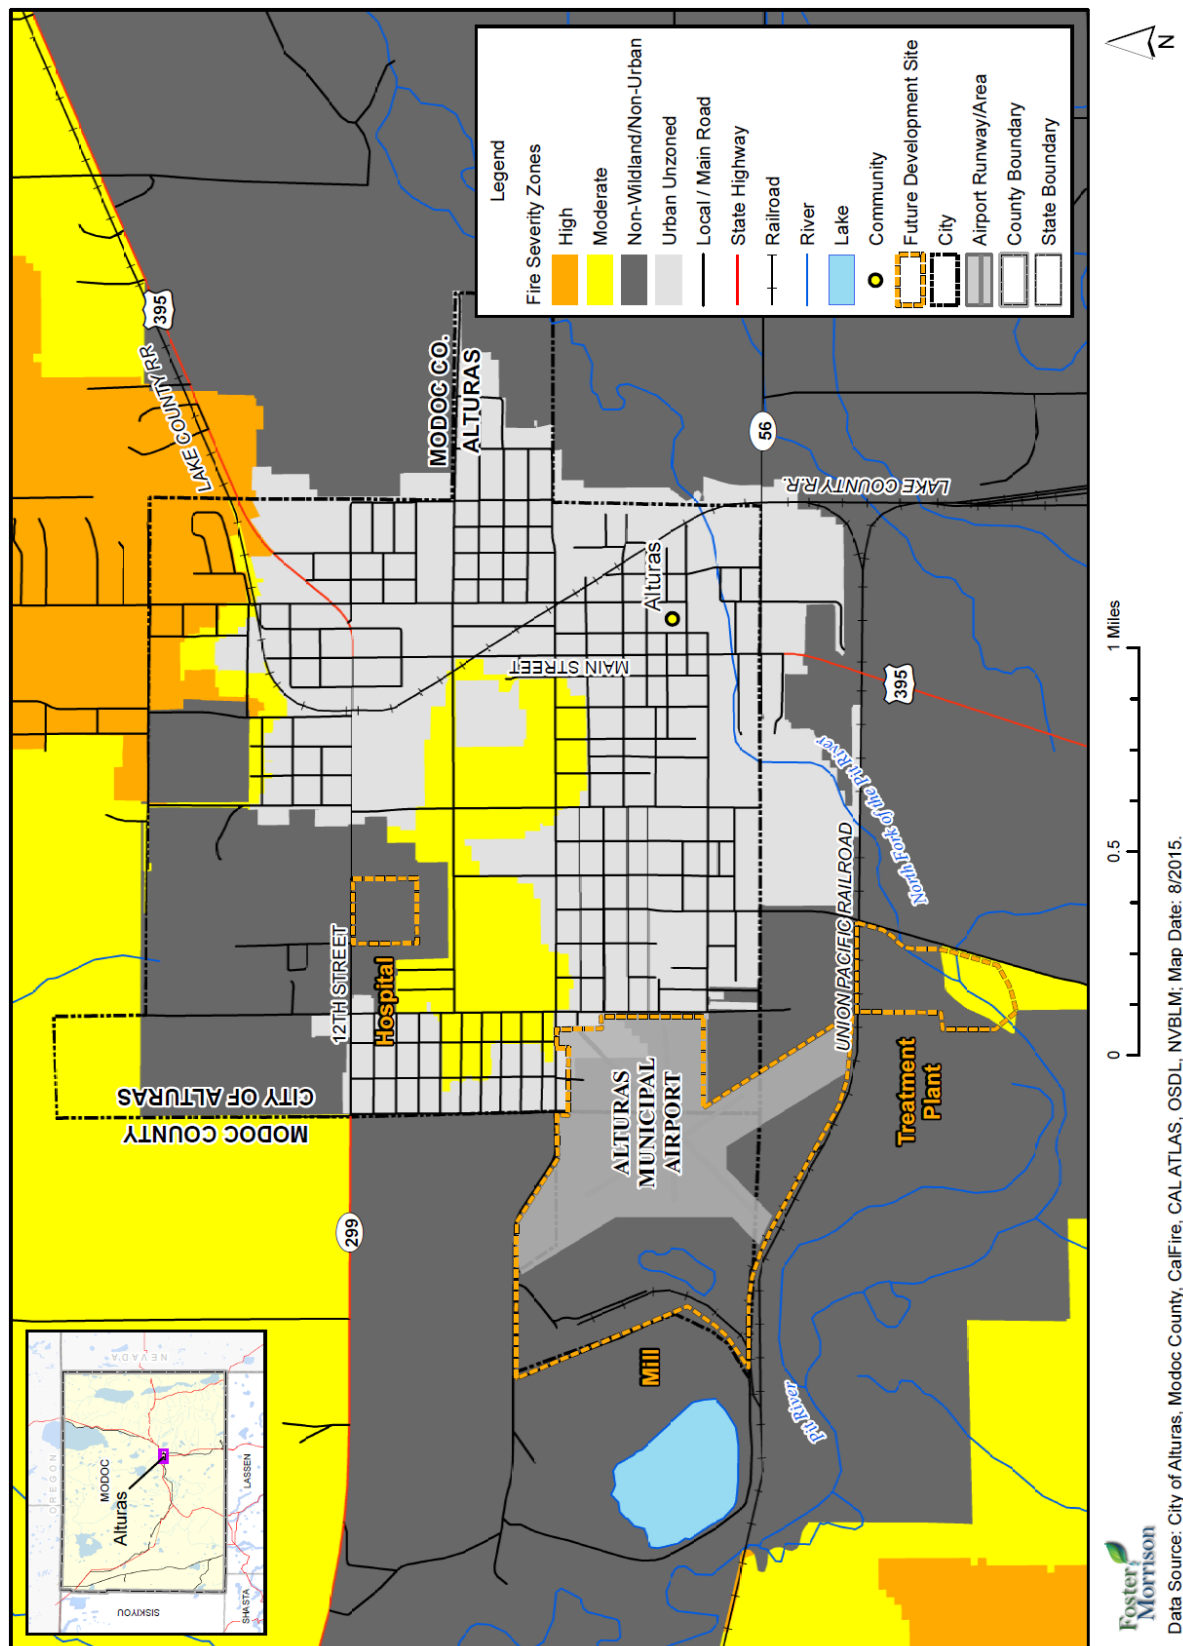 OREGON
NEVADA
MODOC
Alturas
SISKIYOU
SHASTA
LASSEN
299
MODOC COUNTY
CITY OF ALTURAS
12TH STREET
Hospital
LAKE COUNTY RR
395
MODOC CO.
ALTURAS
MAIN STREET
Alturas
ALTURAS
MUNICIPAL
AIRPORT
Mill
56
LAKE COUNTY R.R.
UNION PACIFIC RAILROAD
North Fork of the Pit River
395
Pit River
Treatment
Plant
Legend
Fire Severity Zones
High
Moderate
Non-Wildland/Non-Urban
Urban Unzoned
Local / Main Road
State Highway
Railroad
River
Lake
Community
Future Development Site
City
Airport Runway/Area
County Boundary
State Boundary
N
0
0.5
1 Miles
Foster
Morrison
Data Source: City of Alturas, Modoc County, CalFire, CAL ATLAS, OSDL, NVBLM; Map Date: 8/2015.